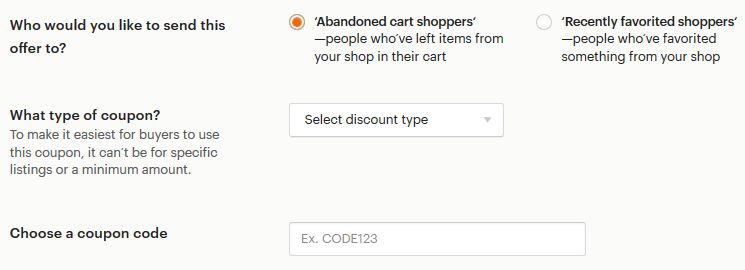 Who would you like to send this
offer to?
‘Abandoned cart shoppers‘
—people who’ve left items from
your shop in their cart
‘Recently favorited shoppers‘
—people who’ve favorited
something from your shop
What type of coupon?
To make it easiest for buyers to use
this coupon, it can’t be for specific
listings or a minimum amount.
Select discount type
Choose a coupon code
Ex. CODE123